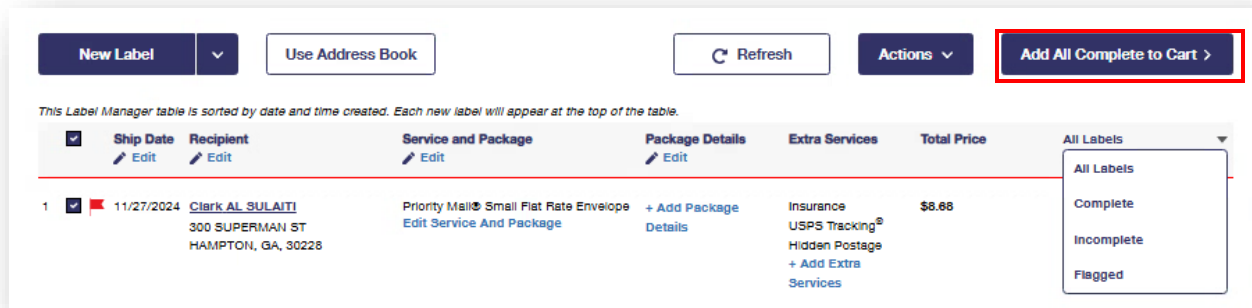 New Label
Use Address Book
Refresh
Actions
Add All Complete to Cart >
This Label Manager table is sorted by date and time created. Each new label will appear at the top of the table.
Ship Date Recipient Service and Package Package Details Extra Services Total Price All Labels
Edit Edit Edit Edit
All Labels
Complete
Incomplete
Flagged
1 11/27/2024 Clark AL SULAITI Priority Mail® Small Flat Rate Envelope + Add Package Insurance $8.68
300 SUPERMAN ST Edit Service And Package Details USPS Tracking®
HAMPTON, GA, 30228 Hidden Postage
+ Add Extra
Services